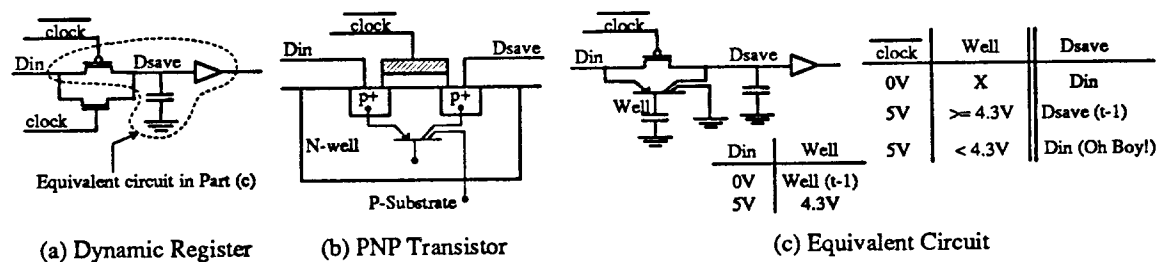 clock
Din
Dsave
clock
Equivalent circuit in Part (c)
(a) Dynamic Register
clock
Din
Dsave
p+
p+
N-well
P-Substrate
(b) PNP Transistor
clock
Din
Dsave
Well
Din Well
0V Well (t-1)
5V 4.3V
clock Well Dsave
0V X Din
5V >= 4.3V Dsave (t-1)
5V < 4.3V Din (Oh Boy!)
(c) Equivalent Circuit